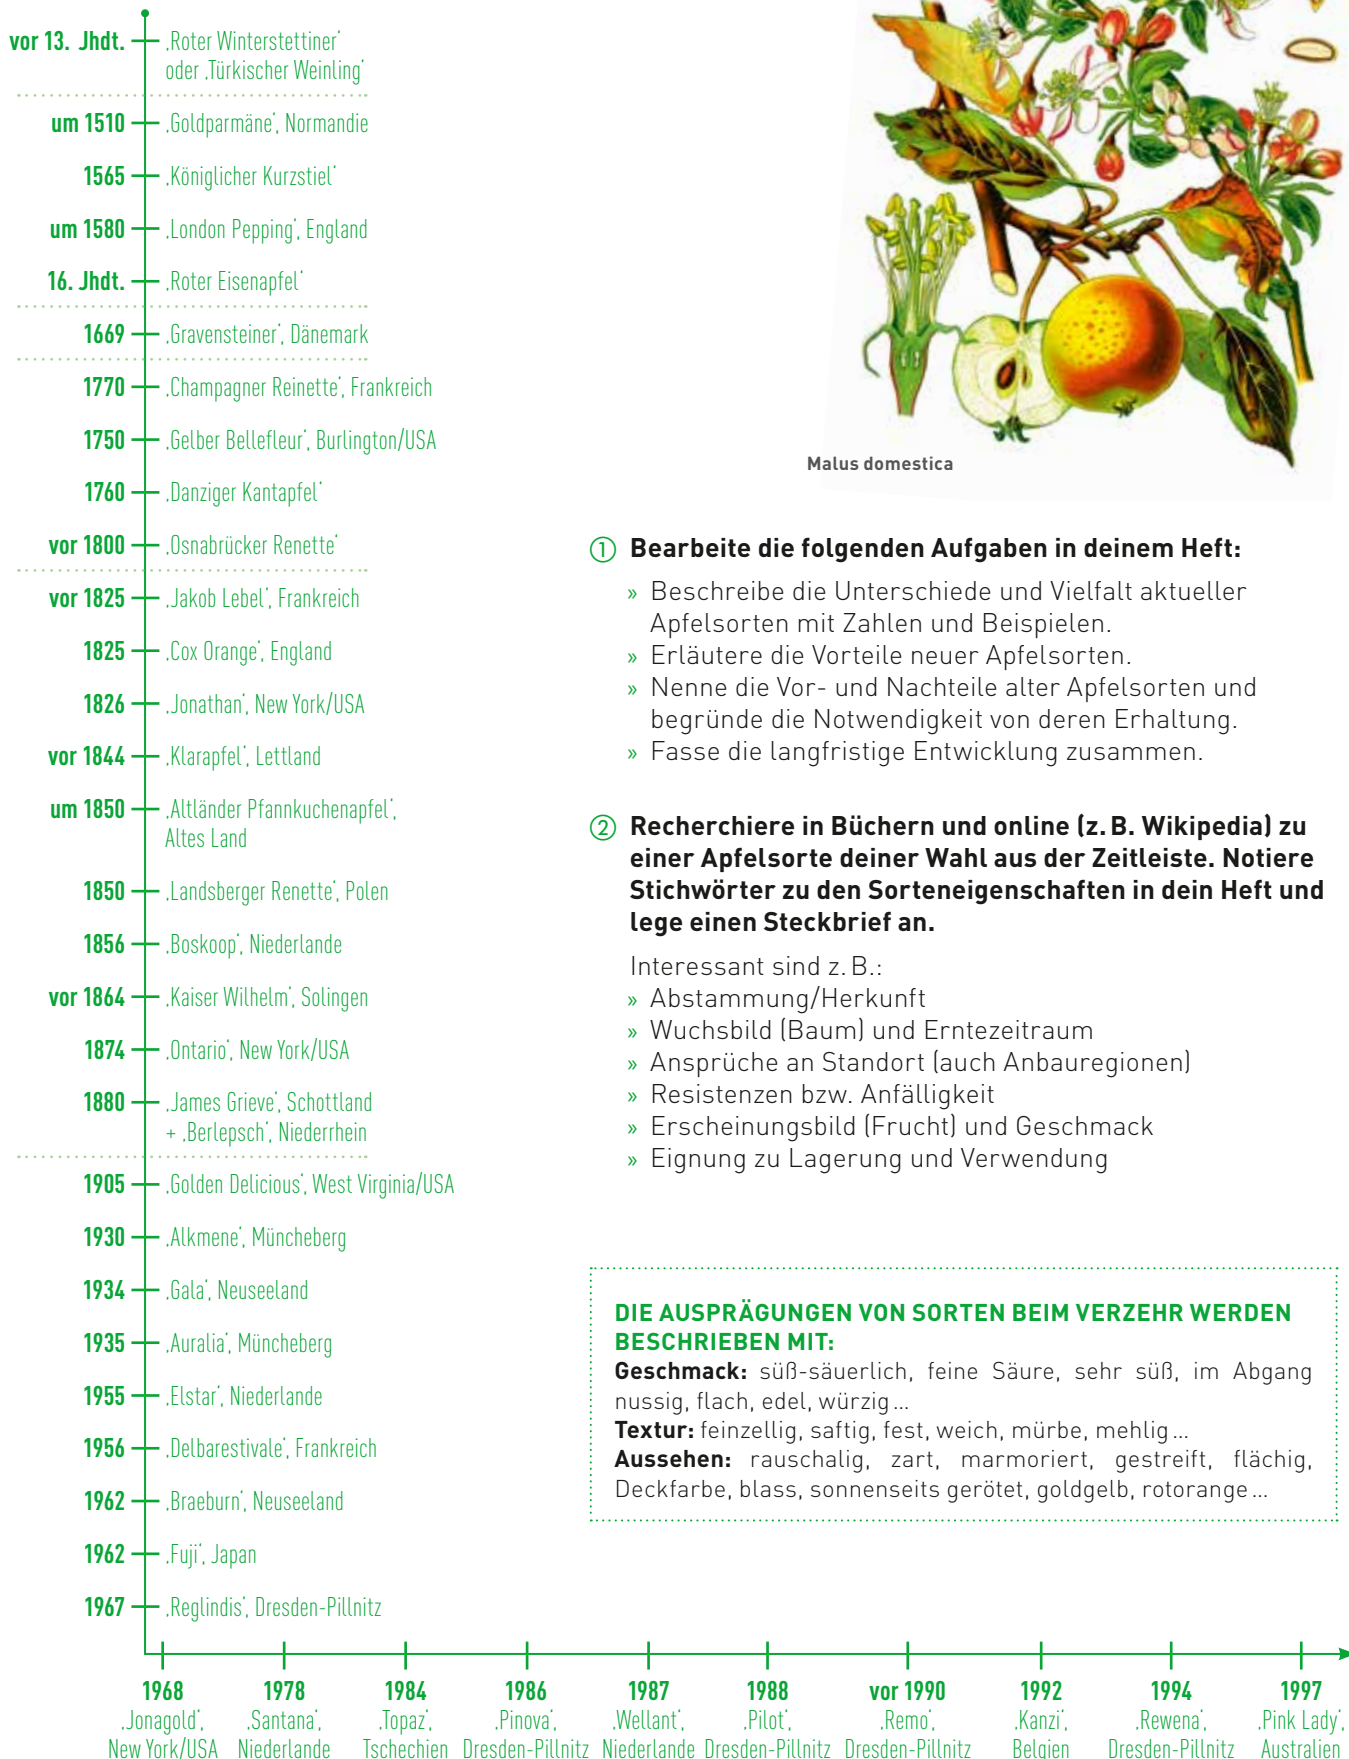 vor 13. Jhdt. ‚Roter Winterstettiner‘
oder ‚Türkischer Weinling‘
um 1510 ‚Goldparmäne‘, Normandie
1565 ‚Königlicher Kurzstiel‘
um 1580 ‚London Pepping‘, England
16. Jhdt. ‚Roter Eisenapfel‘
1669 ‚Gravensteiner‘, Dänemark
1770 ‚Champagner Reinette‘, Frankreich
1750 ‚Gelber Bellefleur‘, Burlington/USA
1760 ‚Danziger Kantapfel‘
vor 1800 ‚Osnabrücker Renette‘
vor 1825 ‚Jakob Lebel‘, Frankreich
1825 ‚Cox Orange‘, England
1826 ‚Jonathan‘, New York/USA
vor 1844 ‚Klarapfel‘, Lettland
um 1850 ‚Altländer Pfannkuchenapfel‘,
Altes Land
1850 ‚Landsberger Renette‘, Polen
1856 ‚Boskoop‘, Niederlande
vor 1864 ‚Kaiser Wilhelm‘, Solingen
1874 ‚Ontario‘, New York/USA
1880 ‚James Grieve‘, Schottland
+ ‚Berlepsch‘, Niederrhein
1905 ‚Golden Delicious‘, West Virginia/USA
1930 ‚Alkmene‘, Müncheberg
1934 ‚Gala‘, Neuseeland
1935 ‚Auralia‘, Müncheberg
1955 ‚Elstar‘, Niederlande
1956 ‚Delbarestivale‘, Frankreich
1962 ‚Braeburn‘, Neuseeland
1962 ‚Fuji‘, Japan
1967 ‚Reglindis‘, Dresden-Pillnitz
1968 1978 1984 1986 1987 1988 vor 1990 1992 1994 1997
‚Jonagold‘, ‚Santana‘, ‚Topaz‘, ‚Pinova‘, ‚Wellant‘, ‚Pilot‘, ‚Remo‘, ‚Kanzi‘, ‚Rewena‘, ‚Pink Lady‘,
New York/USA Niederlande Tschechien Dresden-Pillnitz Niederlande Dresden-Pillnitz Dresden-Pillnitz Belgien Dresden-Pillnitz Australien
Malus domestica
① Bearbeite die folgenden Aufgaben in deinem Heft:
» Beschreibe die Unterschiede und Vielfalt aktueller
Apfelsorten mit Zahlen und Beispielen.
» Erläutere die Vorteile neuer Apfelsorten.
» Nenne die Vor- und Nachteile alter Apfelsorten und
begründe die Notwendigkeit von deren Erhaltung.
» Fasse die langfristige Entwicklung zusammen.
② Recherchiere in Büchern und online (z. B. Wikipedia) zu
einer Apfelsorte deiner Wahl aus der Zeitleiste. Notiere
Stichwörter zu den Sorteneigenschaften in dein Heft und
lege einen Steckbrief an.
Interessant sind z. B.:
» Abstammung/Herkunft
» Wuchsbild (Baum) und Erntezeitraum
» Ansprüche an Standort (auch Anbauregionen)
» Resistenzen bzw. Anfälligkeit
» Erscheinungsbild (Frucht) und Geschmack
» Eignung zu Lagerung und Verwendung
DIE AUSPRÄGUNGEN VON SORTEN BEIM VERZEHR WERDEN
BESCHRIEBEN MIT:
Geschmack: süß-säuerlich, feine Säure, sehr süß, im Abgang
nussig, flach, edel, würzig ...
Textur: feinzellig, saftig, fest, weich, mürbe, mehlig ...
Aussehen: rauschalig, zart, marmoriert, gestreift, flächig,
Deckfarbe, blass, sonnenseits gerötet, goldgelb, rotorange ...